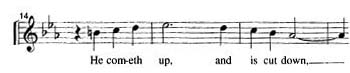 14
He com-eth up, and is cut down,